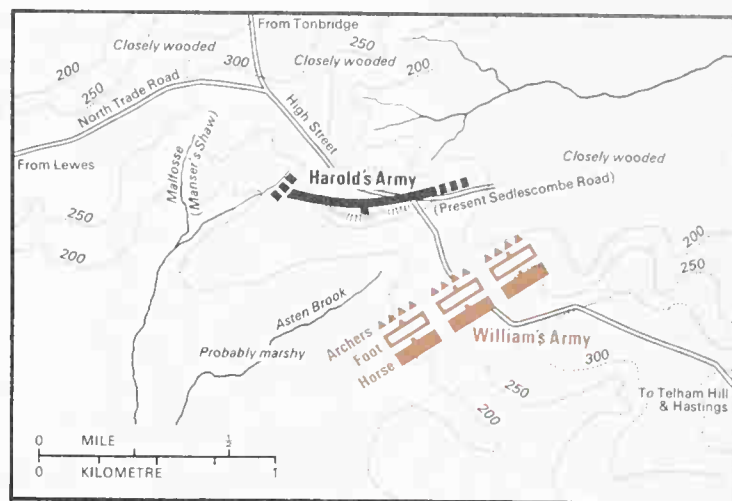 From Tonbridge
Closely wooded
250
Closely wooded
200
300
200
250
North Trade Road
High Street
From Lewes
Malfosse
(Manser's Shaw)
Harold's Army
Closely wooded
(Present Sedlescombe Road)
250
200
200
250
Asten Brook
Probably marshy
Archers
Foot
Horse
William's Army
300
250
200
To Telham Hill
& Hastings
0 MILE ½
0 KILOMETRE 1